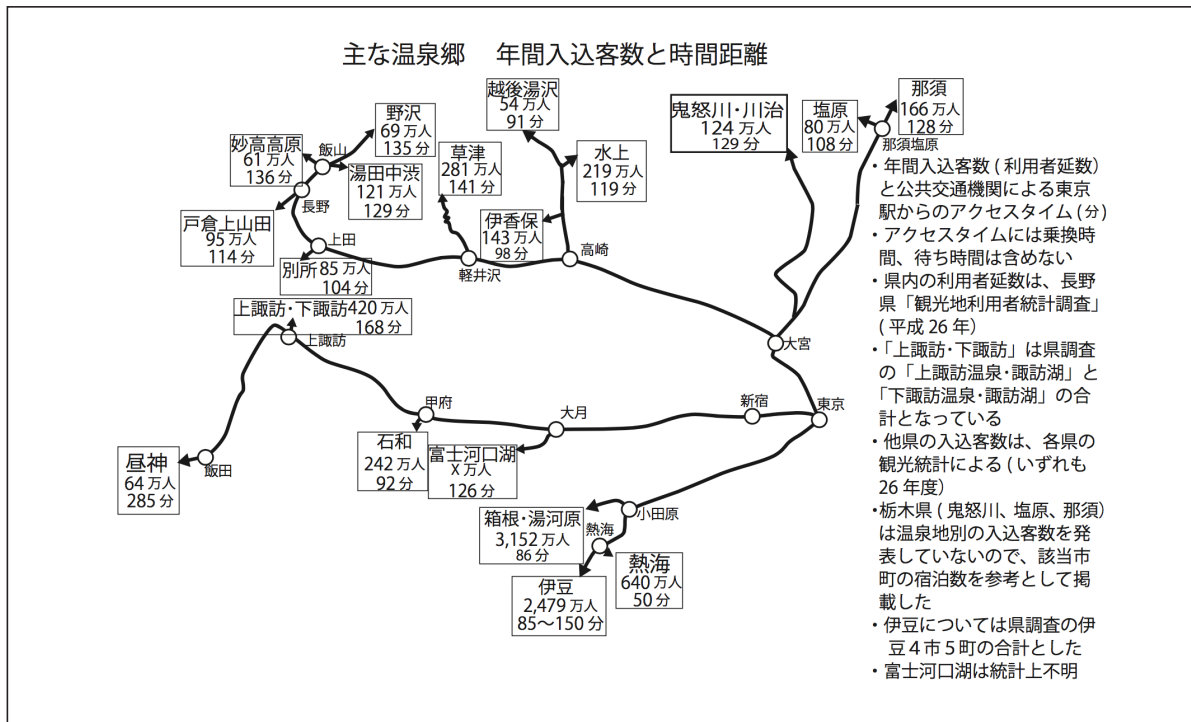 主な温泉郷　年間入込客数と時間距離
越後湯沢
54万人
91分
野沢
69万人
135分
妙高高原
61万人
136分
飯山
湯田中渋
121万人
129分
長野
戸倉上山田
95万人
114分
上田
別所85万人
104分
草津
281万人
141分
軽井沢
水上
219万人
119分
伊香保
143万人
98分
高崎
鬼怒川・川治
124万人
129分
塩原
80万人
108分
那須
166万人
128分
那須塩原
大宮
上諏訪・下諏訪420万人
168分
上諏訪
甲府
石和
242万人
92分
大月
富士河口湖
X万人
126分
新宿
東京
昼神
64万人
285分
飯田
箱根・湯河原
3,152万人
86分
小田原
熱海
熱海
640万人
50分
伊豆
2,479万人
85〜150分
・年間入込客数(利用者延数)
と公共交通機関による東京
駅からのアクセスタイム(分)
・アクセスタイムには乗換時
間、待ち時間は含めない
・県内の利用者延数は、長野
県「観光地利用者統計調査」
(平成26年)
・「上諏訪・下諏訪」は県調査
の「上諏訪温泉・諏訪湖」と
「下諏訪温泉・諏訪湖」の合
計となっている
・他県の入込客数は、各県の
観光統計による(いずれも
26年度)
・栃木県(鬼怒川、塩原、那須)
は温泉地別の入込客数を発
表していないので、該当市
町の宿泊数を参考として掲
載した
・伊豆については県調査の伊
豆4市5町の合計とした
・富士河口湖は統計上不明